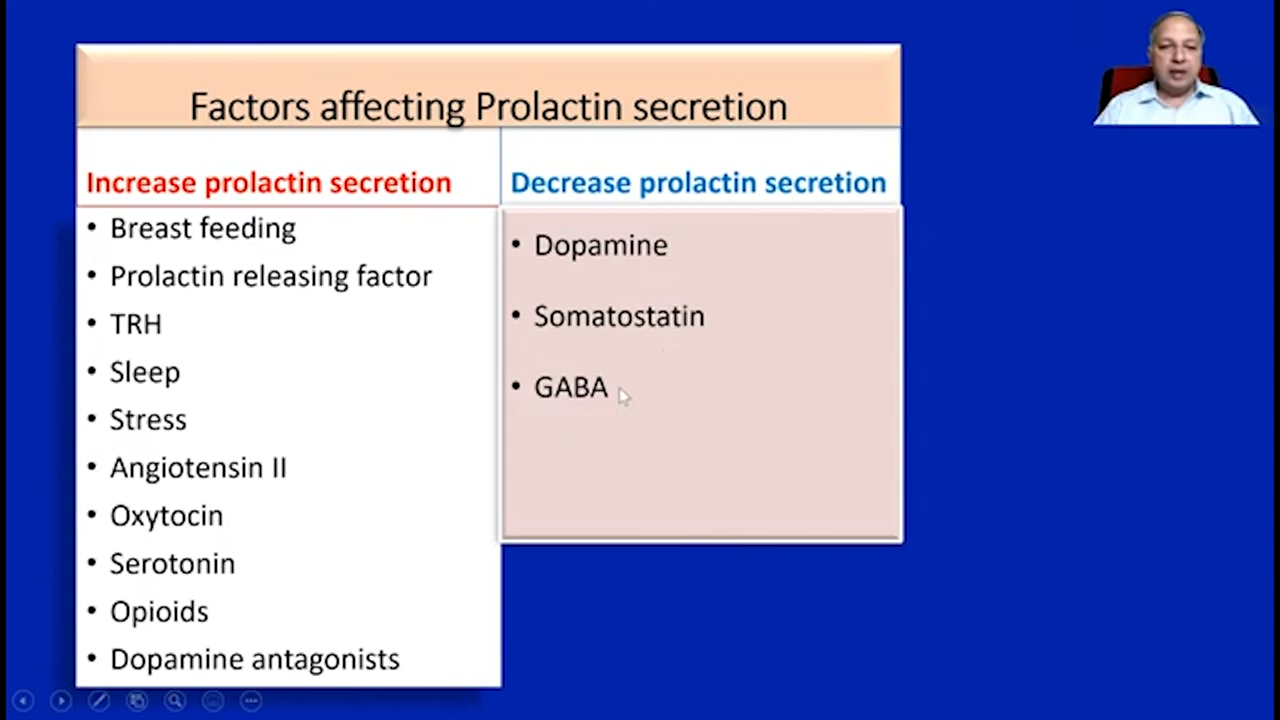 Factors affecting Prolactin secretion
Increase prolactin secretion
• Breast feeding
• Prolactin releasing factor
• TRH
• Sleep
• Stress
• Angiotensin II
• Oxytocin
• Serotonin
• Opioids
• Dopamine antagonists
Decrease prolactin secretion
• Dopamine
• Somatostatin
• GABA